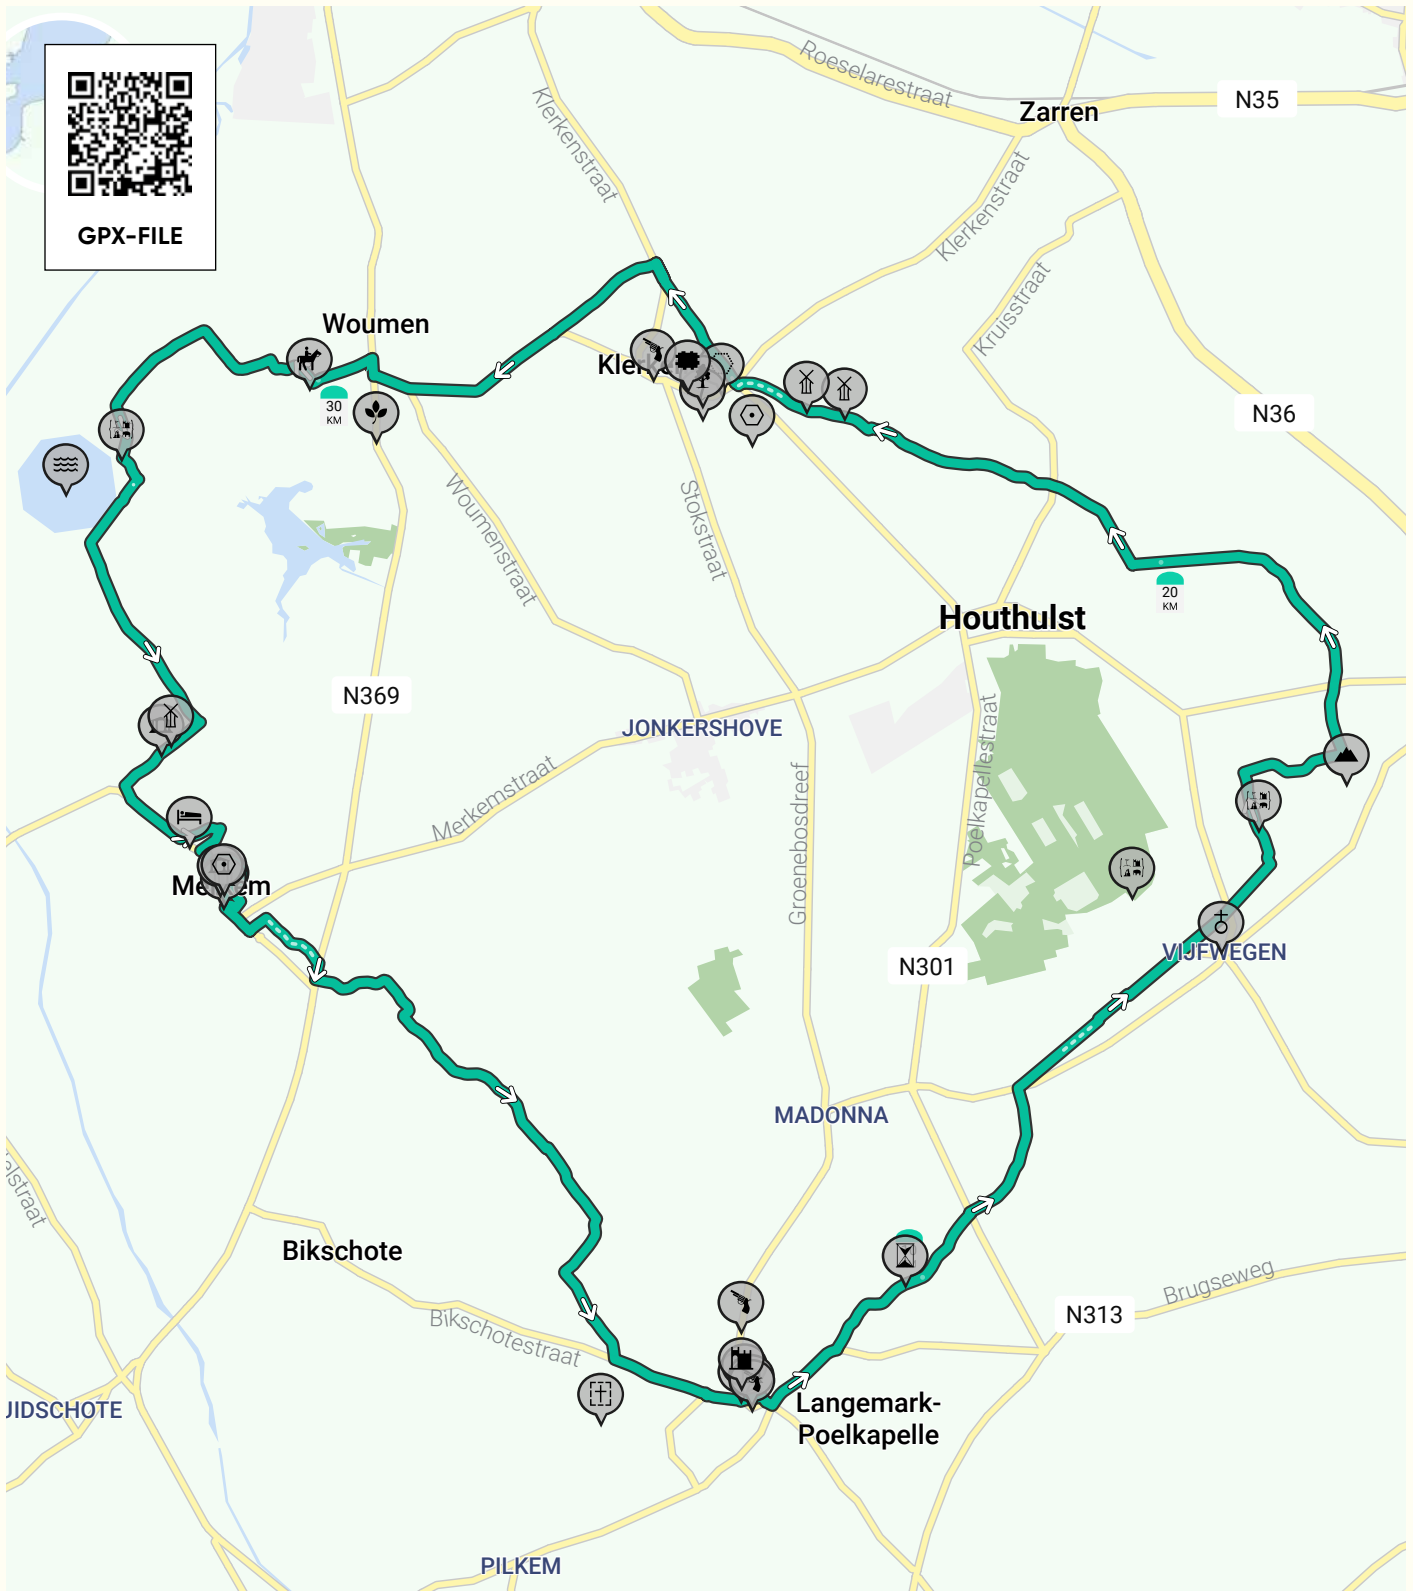 GPX-FILE
Roeselarestraat
N35
Zarren
Klerkenstraat
Klerkenstraat
Kruisstraat
Woumen
30
KM
N36
Woumenstraat
Stokstraat
20
KM
Houthulst
N369
JONKERSHOVE
Poelkapellestraat
Merkemstraat
Groenebosdreef
N301
VIJFWEGEN
MADONNA
Bikschote
Brugseweg
N313
Bikschotestraat
Langemark-
Poelkapelle
PILKEM